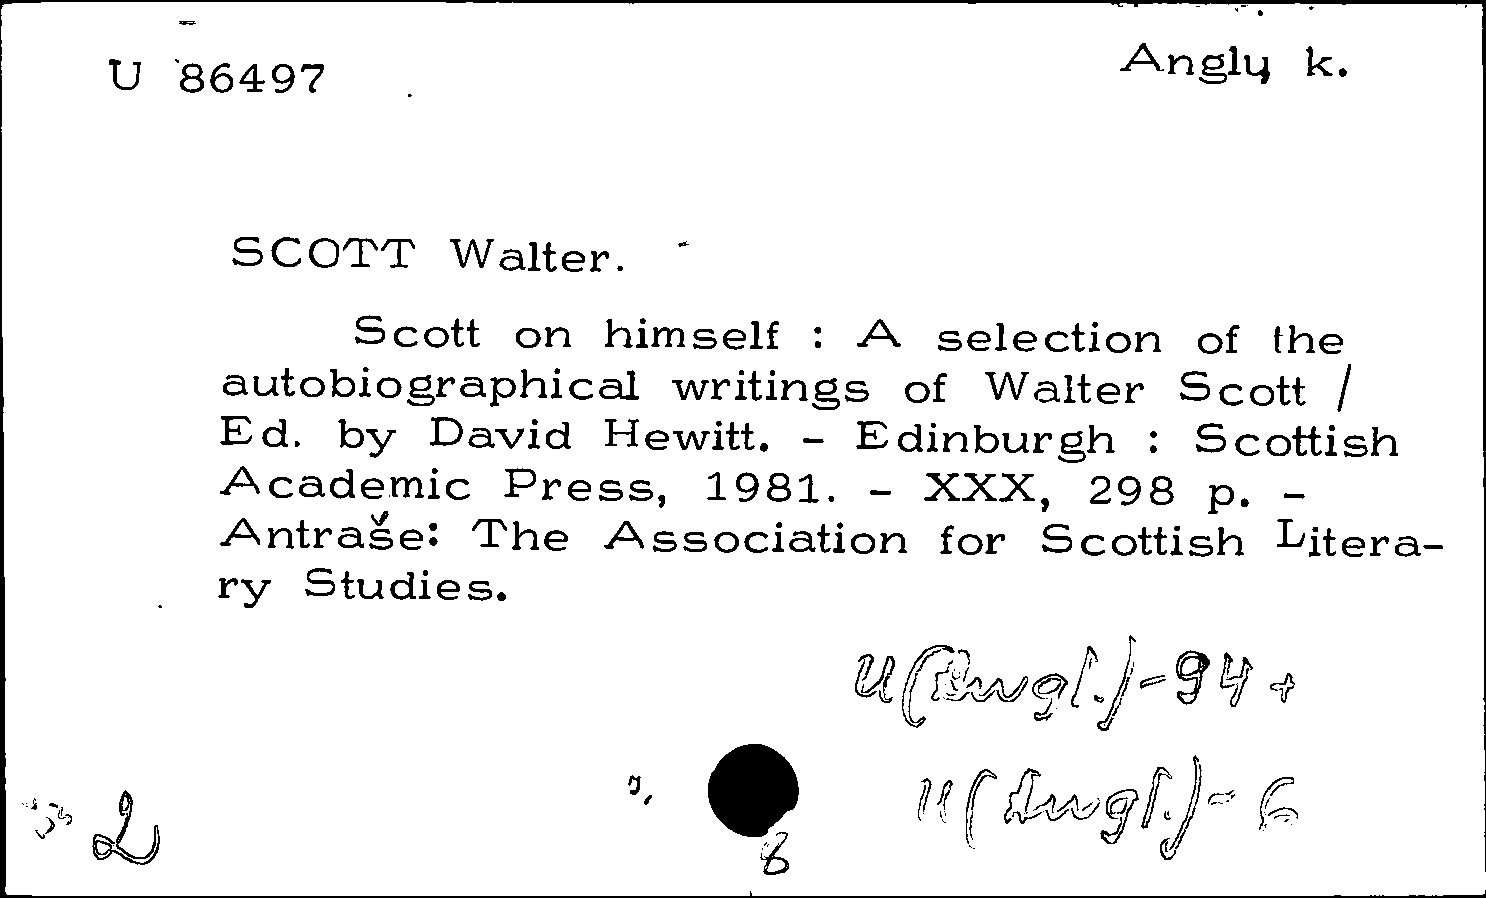 U 86497
Anglų k.
SCOTT Walter.
Scott on himself : A selection of the
autobiographical writings of Walter Scott /
Ed. by David Hewitt. – Edinburgh : Scottish
Academic Press, 1981. – XXX, 298 p. –
Antraše: The Association for Scottish Litera-
ry Studies.
U(Angl.)-94+
U(Angl.)-6
2
8